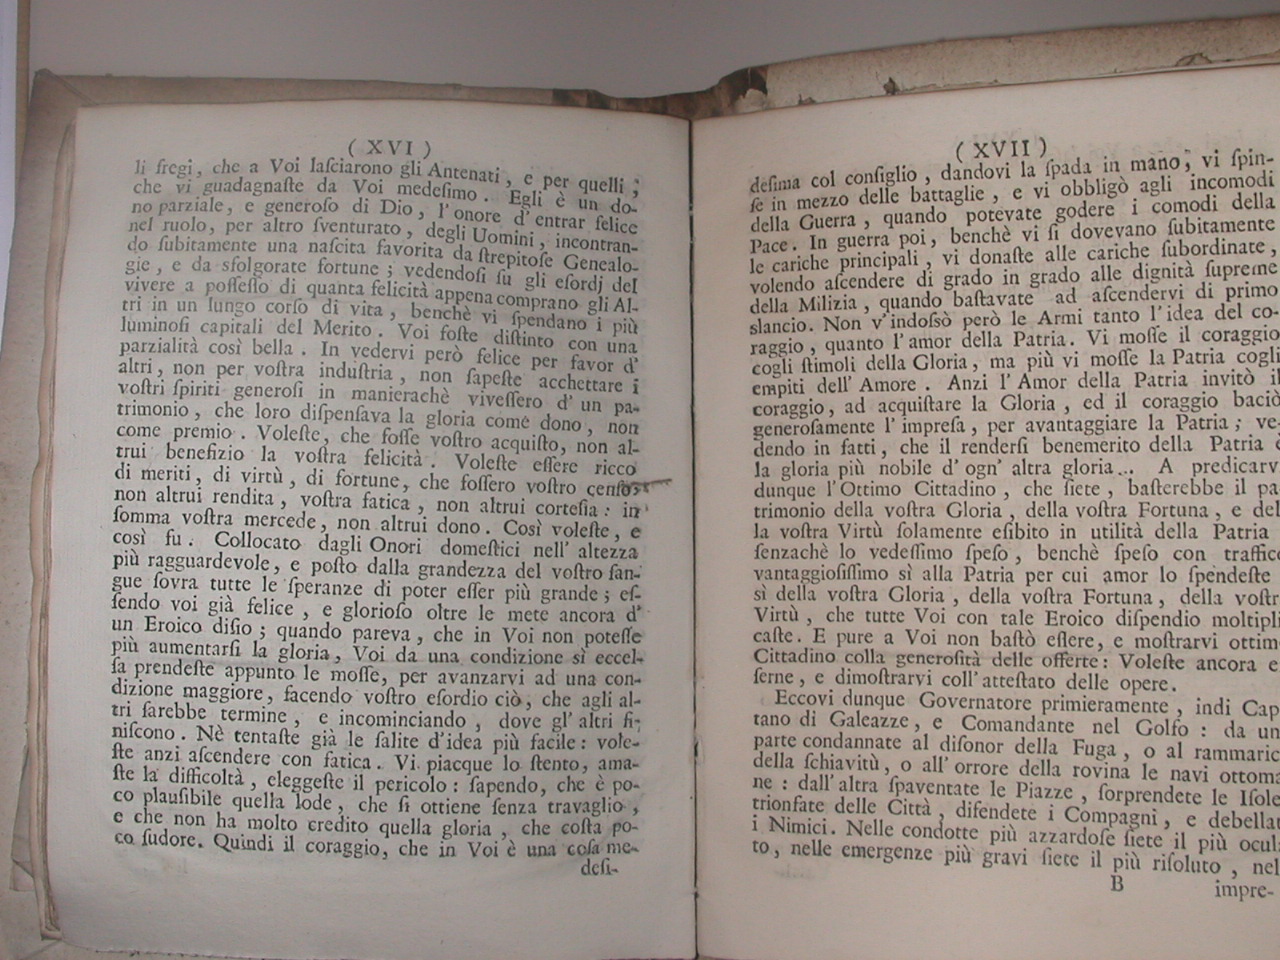 ( XVI )
li fregi, che a Voi laſciarono gli Antenati, e per quelli,
che vi guadagnaſte da Voi medeſimo. Egli è un do-
no parziale, e generoſo di Dio, l'onore d'entrar felice
nel ruolo, per altro ſventurato, degli Uomini, incontran-
do ſubitamente una naſcita favorita da ſtrepitoſe Genealo-
gie, e da sfolgorate fortune; vedendoſi ſu gli eſordj del
vivere a poſſeſſo di quanta felicità appena comprano gli Al-
tri in un lungo corſo di vita, benchè vi ſpendano i più
luminoſi capitali del Merito. Voi foſte diſtinto con una
parzialità così bella. In vedervi però felice per favor d'
altri, non per voſtra induſtria, non ſapeſte acchettare i
voſtri ſpiriti generoſi in manierachè viveſſero d'un pa-
trimonio, che loro diſpenſava la gloria come dono, non
come premio. Voleſte, che foſſe voſtro acquiſto, non al-
trui benefizio la voſtra felicità. Voleſte eſſere ricco
di meriti, di virtù, di fortune, che foſſero voſtro cenſo,
non altrui rendita, voſtra fatica, non altrui corteſia: in
ſomma voſtra mercede, non altrui dono. Così voleſte, e
così fu. Collocato dagli Onori domeſtici nell'altezza
più ragguardevole, e poſto dalla grandezza del voſtro ſan-
gue ſovra tutte le ſperanze di poter eſſer più grande; eſ-
ſendo voi già felice, e glorioſo oltre le mete ancora d'
un Eroico diſio; quando pareva, che in Voi non poteſſe
più aumentarſi la gloria, Voi da una condizione sì eccel-
ſa prendeſte appunto le moſſe, per avanzarvi ad una con-
dizione maggiore, facendo voſtro eſordio ciò, che agli al-
tri ſarebbe termine, e incominciando, dove gl'altri fi-
niſcono. Nè tentaſte già le ſalite d'idea più facile: vole-
ſte anzi aſcendere con fatica. Vi piacque lo ſtento, ama-
ſte la difficoltà, eleggeſte il pericolo: ſapendo, che è po-
co plauſibile quella lode, che ſi ottiene ſenza travaglio,
e che non ha molto credito quella gloria, che coſta po-
co ſudore. Quindi il coraggio, che in Voi è una coſa me-
deſi-
( XVII )
deſima col conſiglio, dandovi la ſpada in mano, vi ſpin-
ſe in mezzo delle battaglie, e vi obbligò agli incomodi
della Guerra, quando potevate godere i comodi della
Pace. In guerra poi, benchè vi ſi dovevano ſubitamente
le cariche principali, vi donaſte alle cariche ſubordinate,
volendo aſcendere di grado in grado alle dignità ſupreme
della Milizia, quando baſtavate ad aſcendervi di primo
slancio. Non v'indoſsò però le Armi tanto l'idea del co-
raggio, quanto l'amor della Patria. Vi moſſe il coraggio
cogli ſtimoli della Gloria, ma più vi moſſe la Patria cogli
empiti dell'Amore. Anzi l'Amor della Patria invitò il
coraggio, ad acquiſtare la Gloria, ed il coraggio baciò
generoſamente l'impreſa, per avantaggiare la Patria; ve-
dendo in fatti, che il renderſi benemerito della Patria è
la gloria più nobile d'ogn'altra gloria... A predicarv
dunque l'Ottimo Cittadino, che ſiete, baſterebbe il pa-
trimonio della voſtra Gloria, della voſtra Fortuna, e del
la voſtra Virtù ſolamente eſibito in utilità della Patria
ſenzachè lo vedeſſimo ſpeſo, benchè ſpeſo con traffico
vantaggioſiſſimo sì alla Patria per cui amor lo ſpendeſte
sì della voſtra Gloria, della voſtra Fortuna, della voſtr
Virtù, che tutte Voi con tale Eroico diſpendio moltipli
caſte. E pure a Voi non baſtò eſſere, e moſtrarvi ottim
Cittadino colla generoſità delle offerte: Voleſte ancora e
ſerne, e dimoſtrarvi coll'atteſtato delle opere.
Eccovi dunque Governatore primieramente, indi Cap
tano di Galeazze, e Comandante nel Golfo: da un
parte condannate al diſonor della Fuga, o al rammaric
della ſchiavitù, o all'orrore della rovina le navi ottoma
ne: dall'altra ſpaventate le Piazze, ſorprendete le Iſole
trionfate delle Città, difendete i Compagni, e debellat
i Nimici. Nelle condotte più azzardoſe ſiete il più ocul
to, nelle emergenze più gravi ſiete il più riſoluto, nel
B impre-